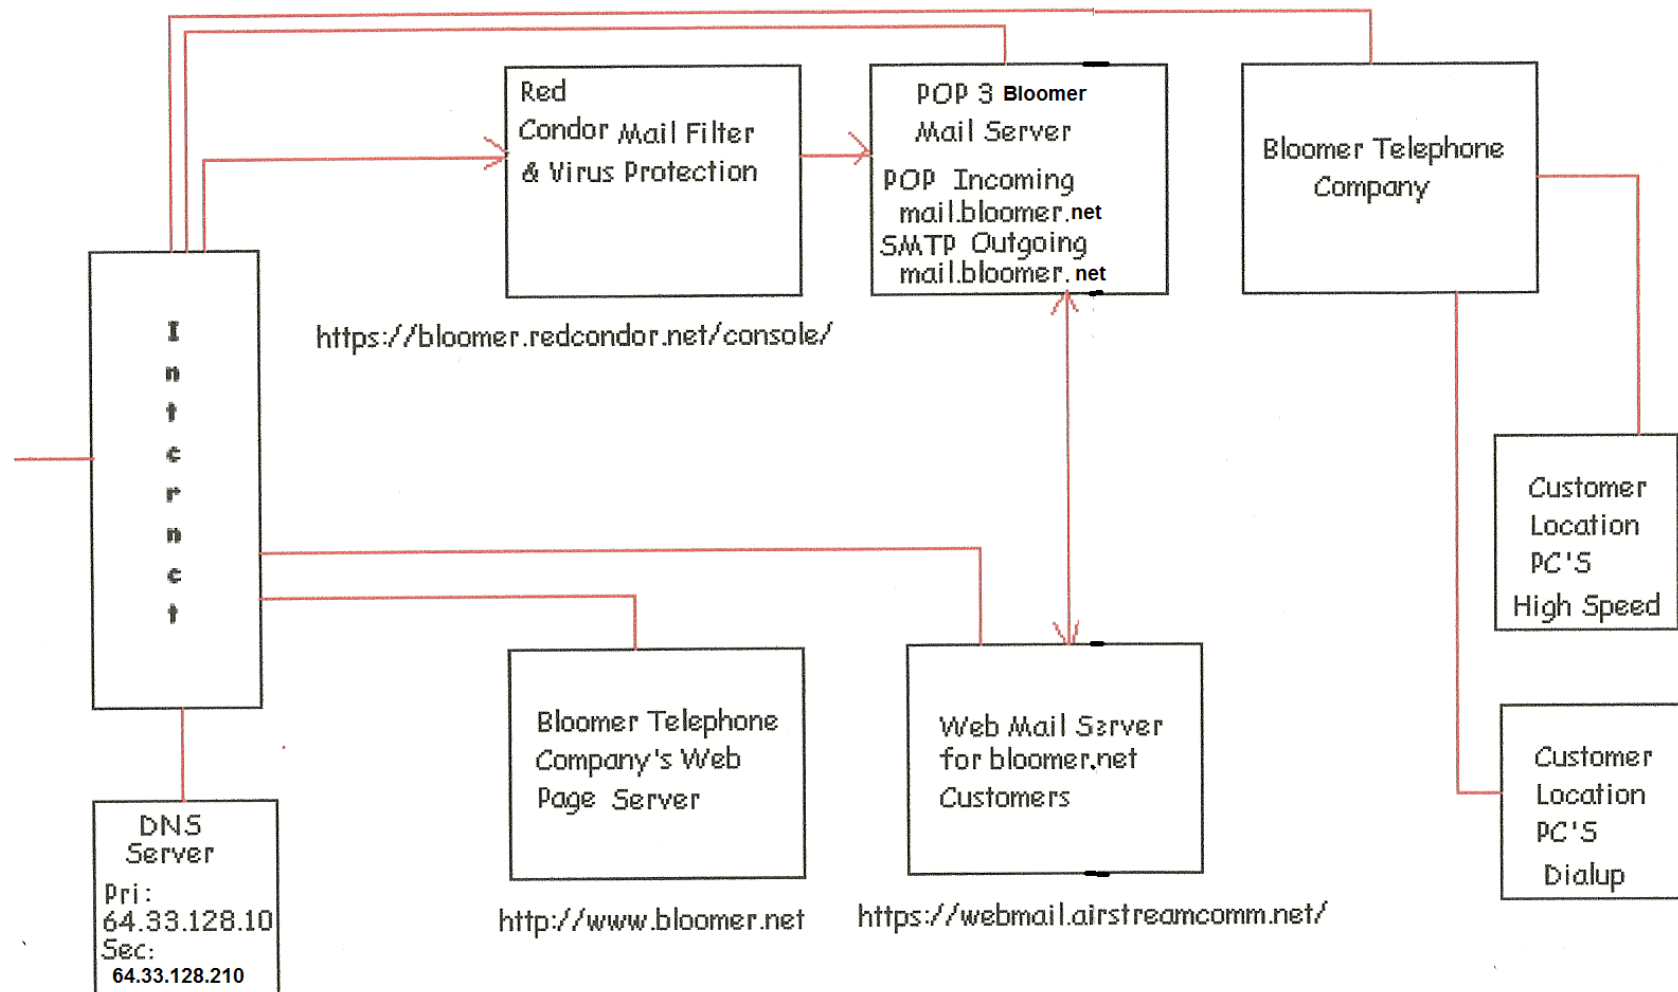 Red
Condor Mail Filter
& Virus Protection
https://bloomer.redcondor.net/console/
POP 3 Bloomer
Mail Server
POP Incoming
mail.bloomer.net
SMTP Outgoing
mail.bloomer.net
Bloomer Telephone
Company
Internet
Customer
Location
PC'S
High Speed
Bloomer Telephone
Company's Web
Page Server
http://www.bloomer.net
Web Mail Server
for bloomer.net
Customers
https://webmail.airstreamcomm.net/
Customer
Location
PC'S
Dialup
DNS
Server
Pri:
64.33.128.10
Sec:
64.33.128.210